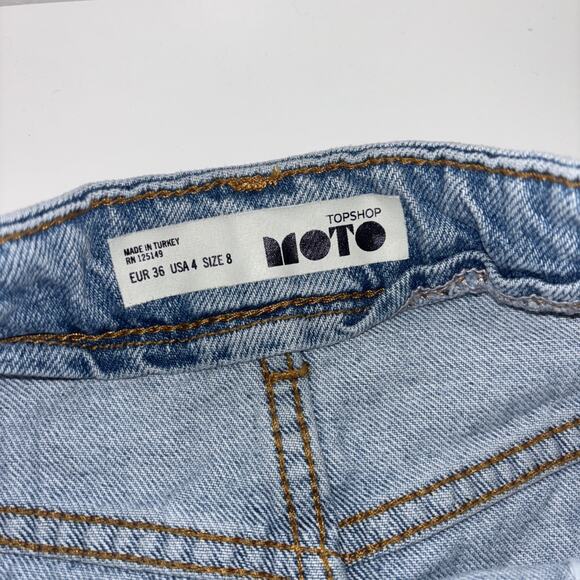 TOPSHOP
MOTO
MADE IN TURKEY
RN 125149
EUR 36 USA 4 SIZE 8